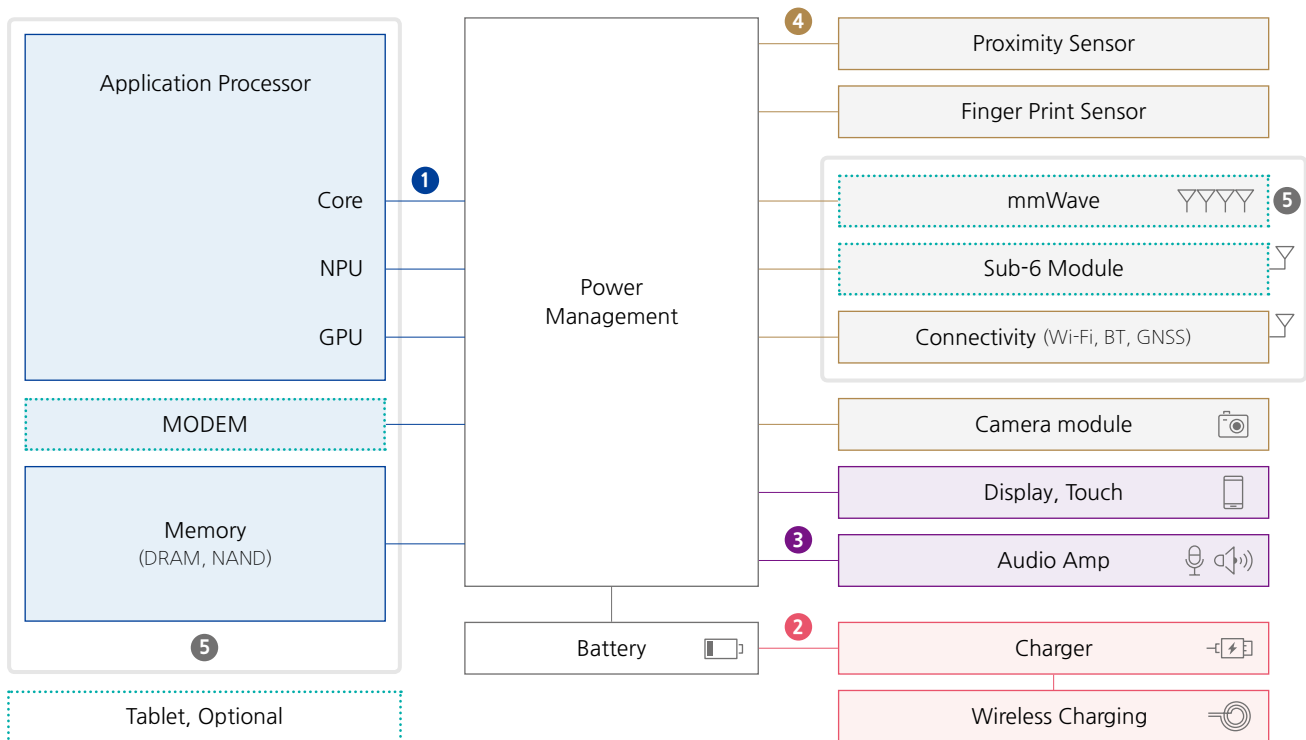 Application Processor
Core
NPU
GPU
MODEM
Memory
(DRAM, NAND)
5
Tablet, Optional
1
Power
Management
Battery
4
Proximity Sensor
Finger Print Sensor
mmWave
5
Sub-6 Module
Connectivity (Wi-Fi, BT, GNSS)
Camera module
Display, Touch
3
Audio Amp
2
Charger
Wireless Charging